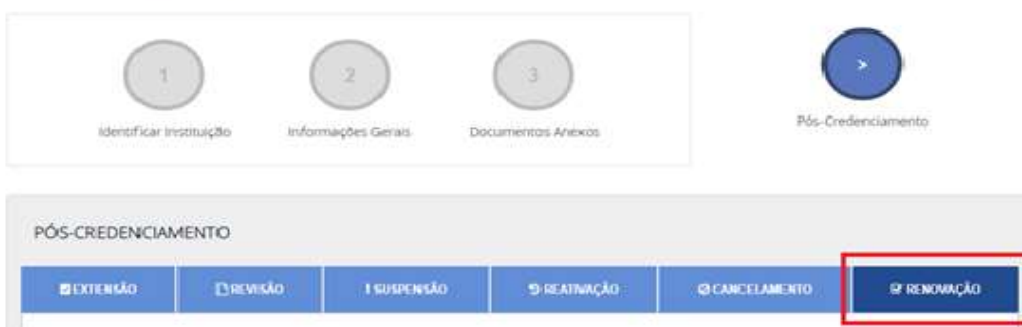 1
2
3
>
Identificar Instituição
Informações Gerais
Documentos Anexos
Pós-Credenciamento
PÓS-CREDENCIAMENTO
EXTENSÃO
REVISÃO
SUSPENSÃO
REATIVAÇÃO
CANCELAMENTO
RENOVAÇÃO